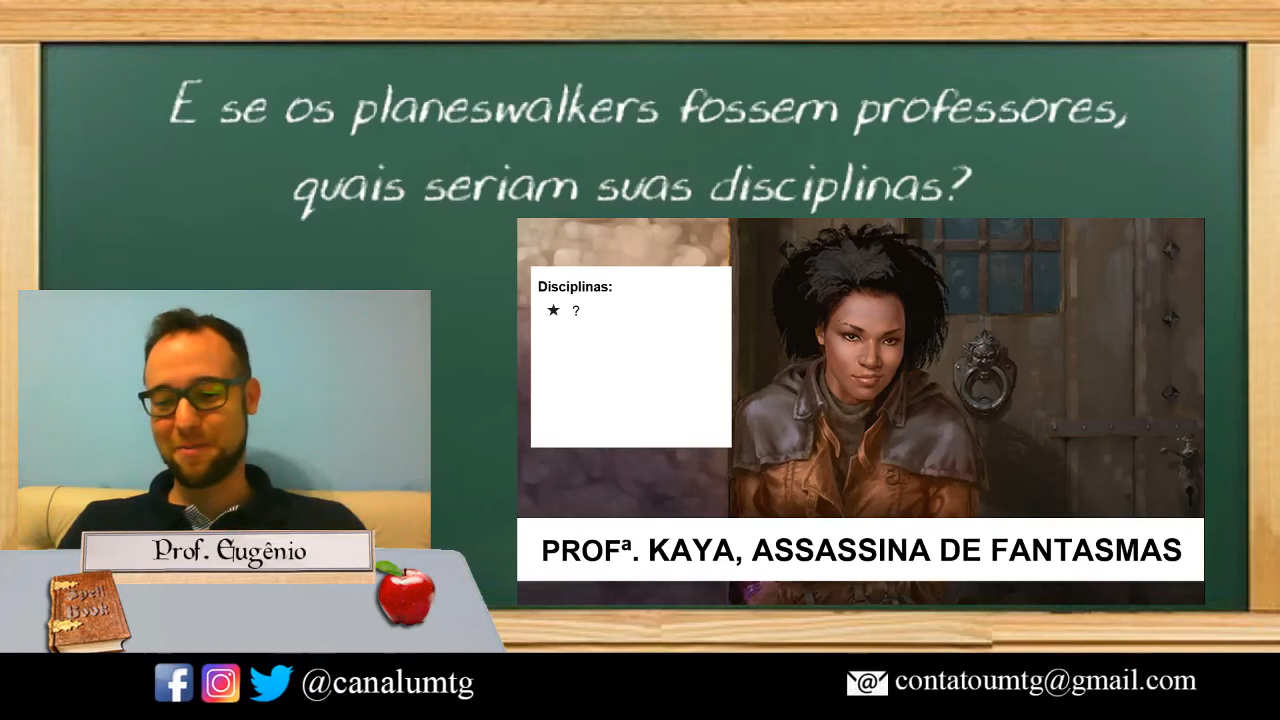 E se os planeswalkers fossem professores,
quais seriam suas disciplinas?
Disciplinas:
★ ?
PROFª. KAYA, ASSASSINA DE FANTASMAS
Prof. Eugênio
Spell
Book
@canalumtg
contatoumtg@gmail.com